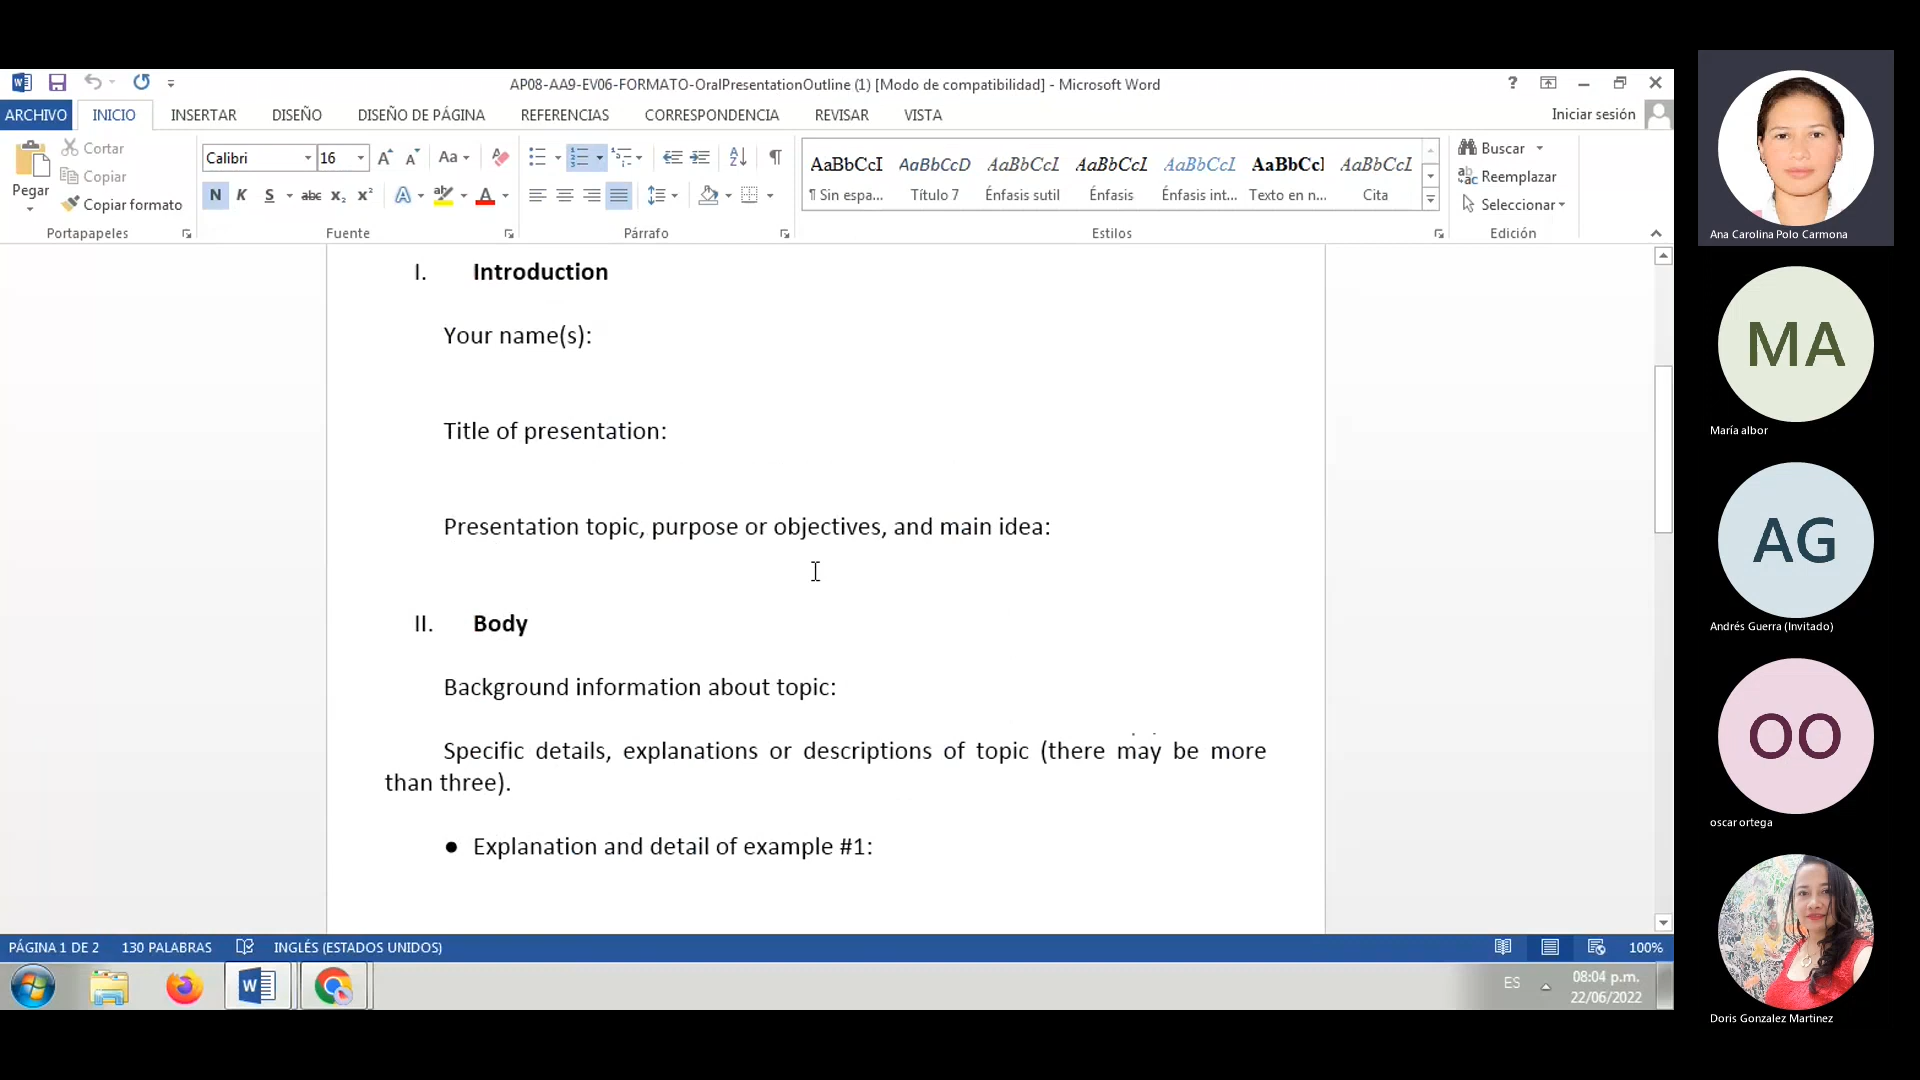 AP08-AA9-EV06-FORMATO-OralPresentationOutline (1) [Modo de compatibilidad] - Microsoft Word
ARCHIVO INICIO INSERTAR DISEÑO DISEÑO DE PÁGINA REFERENCIAS CORRESPONDENCIA REVISAR VISTA Iniciar sesión
Pegar
Cortar
Copiar
Copiar formato
Portapapeles
Calibri 16
Fuente
Párrafo
AaBbCcI AaBbCcD AaBbCcL AaBbCcL AaBbCcL AaBbCcI AaBbCcL
¶ Sin espa... Título 7 Énfasis sutil Énfasis Énfasis int... Texto en n... Cita
Estilos
Buscar
Reemplazar
Seleccionar
Edición
I. Introduction
Your name(s):
Title of presentation:
Presentation topic, purpose or objectives, and main idea:
II. Body
Background information about topic:
Specific details, explanations or descriptions of topic (there may be more
than three).
● Explanation and detail of example #1:
PÁGINA 1 DE 2 130 PALABRAS INGLÉS (ESTADOS UNIDOS) 100%
ES
08:04 p.m.
22/06/2022
Ana Carolina Polo Carmona
MA
María albor
AG
Andrés Guerra (Invitado)
OO
oscar ortega
Doris Gonzalez Martinez